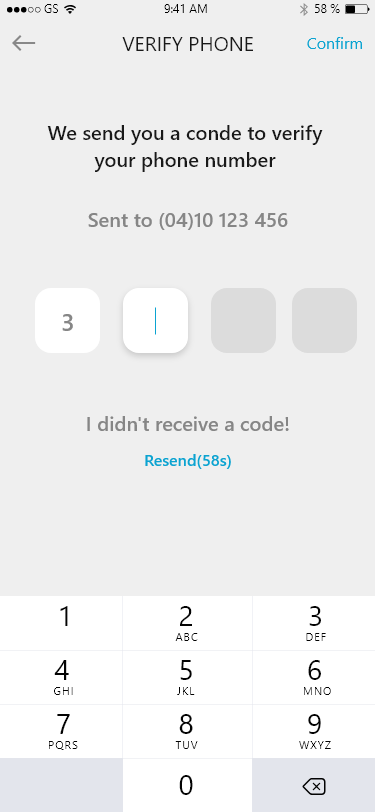 GS 9:41 AM 58 %
VERIFY PHONE Confirm
We send you a conde to verify
your phone number
Sent to (04)10 123 456
3
I didn't receive a code!
Resend(58s)
1 2 3
ABC DEF
4 5 6
GHI JKL MNO
7 8 9
PQRS TUV WXYZ
0